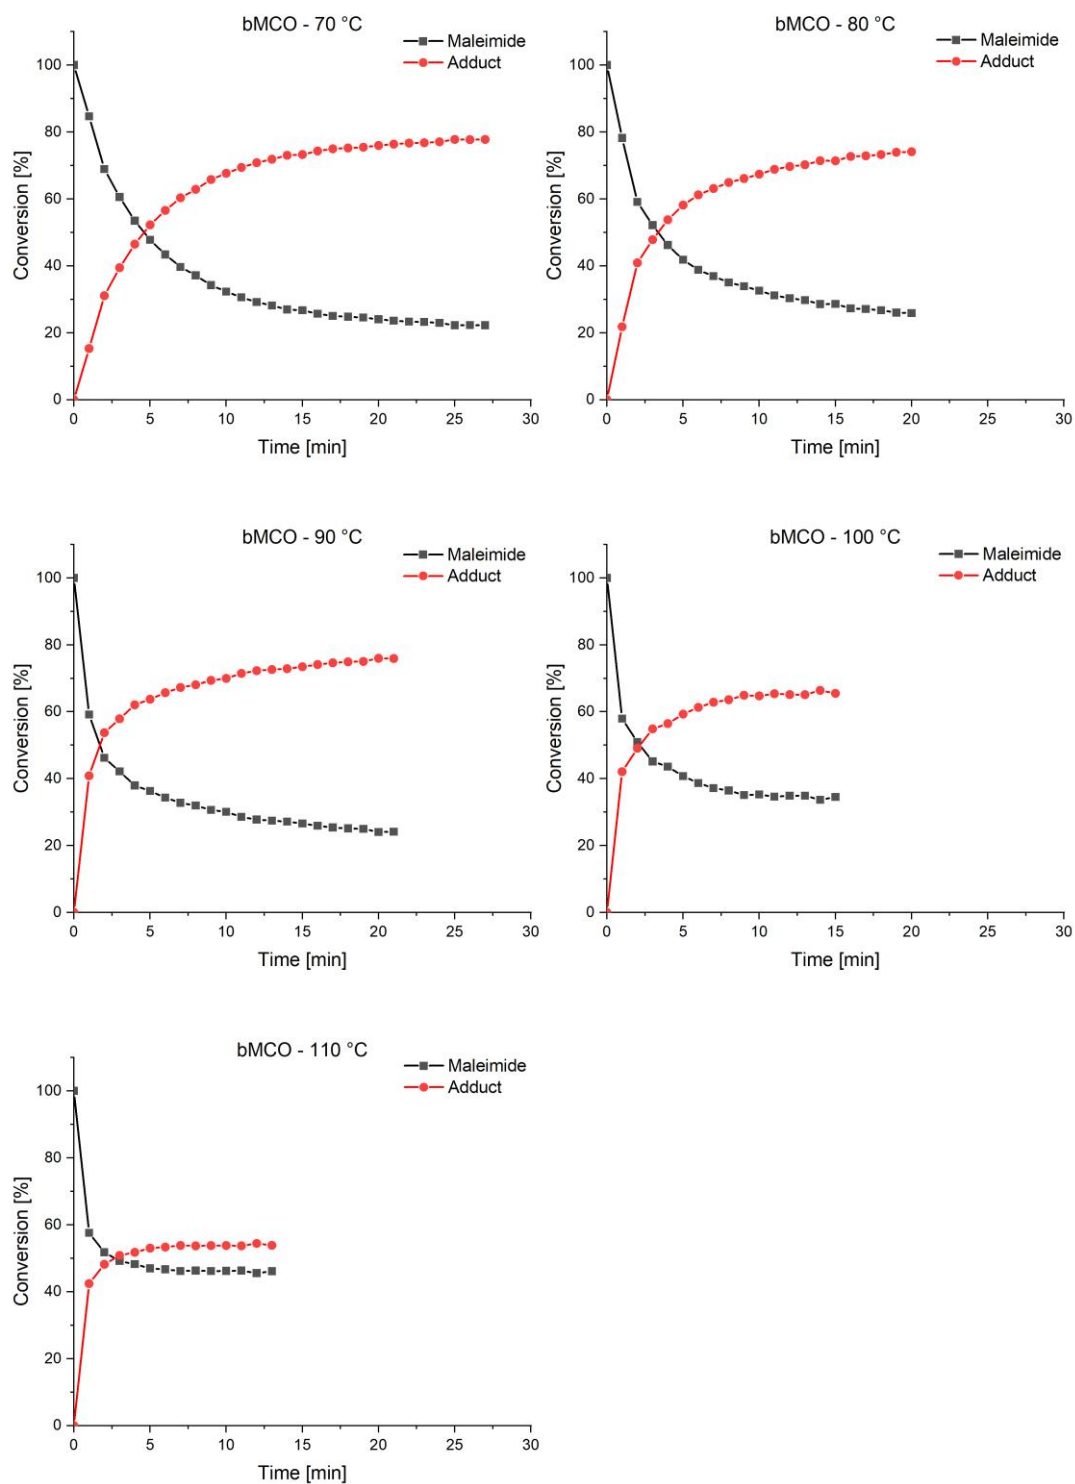 bMCO - 70 °C
Maleimide
Adduct
Conversion [%]
100
80
60
40
20
0
0 5 10 15 20 25 30
Time [min]
bMCO - 80 °C
Maleimide
Adduct
Conversion [%]
100
80
60
40
20
0
0 5 10 15 20 25 30
Time [min]
bMCO - 90 °C
Maleimide
Adduct
Conversion [%]
100
80
60
40
20
0
0 5 10 15 20 25 30
Time [min]
bMCO - 100 °C
Maleimide
Adduct
Conversion [%]
100
80
60
40
20
0
0 5 10 15 20 25 30
Time [min]
bMCO - 110 °C
Maleimide
Adduct
Conversion [%]
100
80
60
40
20
0
0 5 10 15 20 25 30
Time [min]